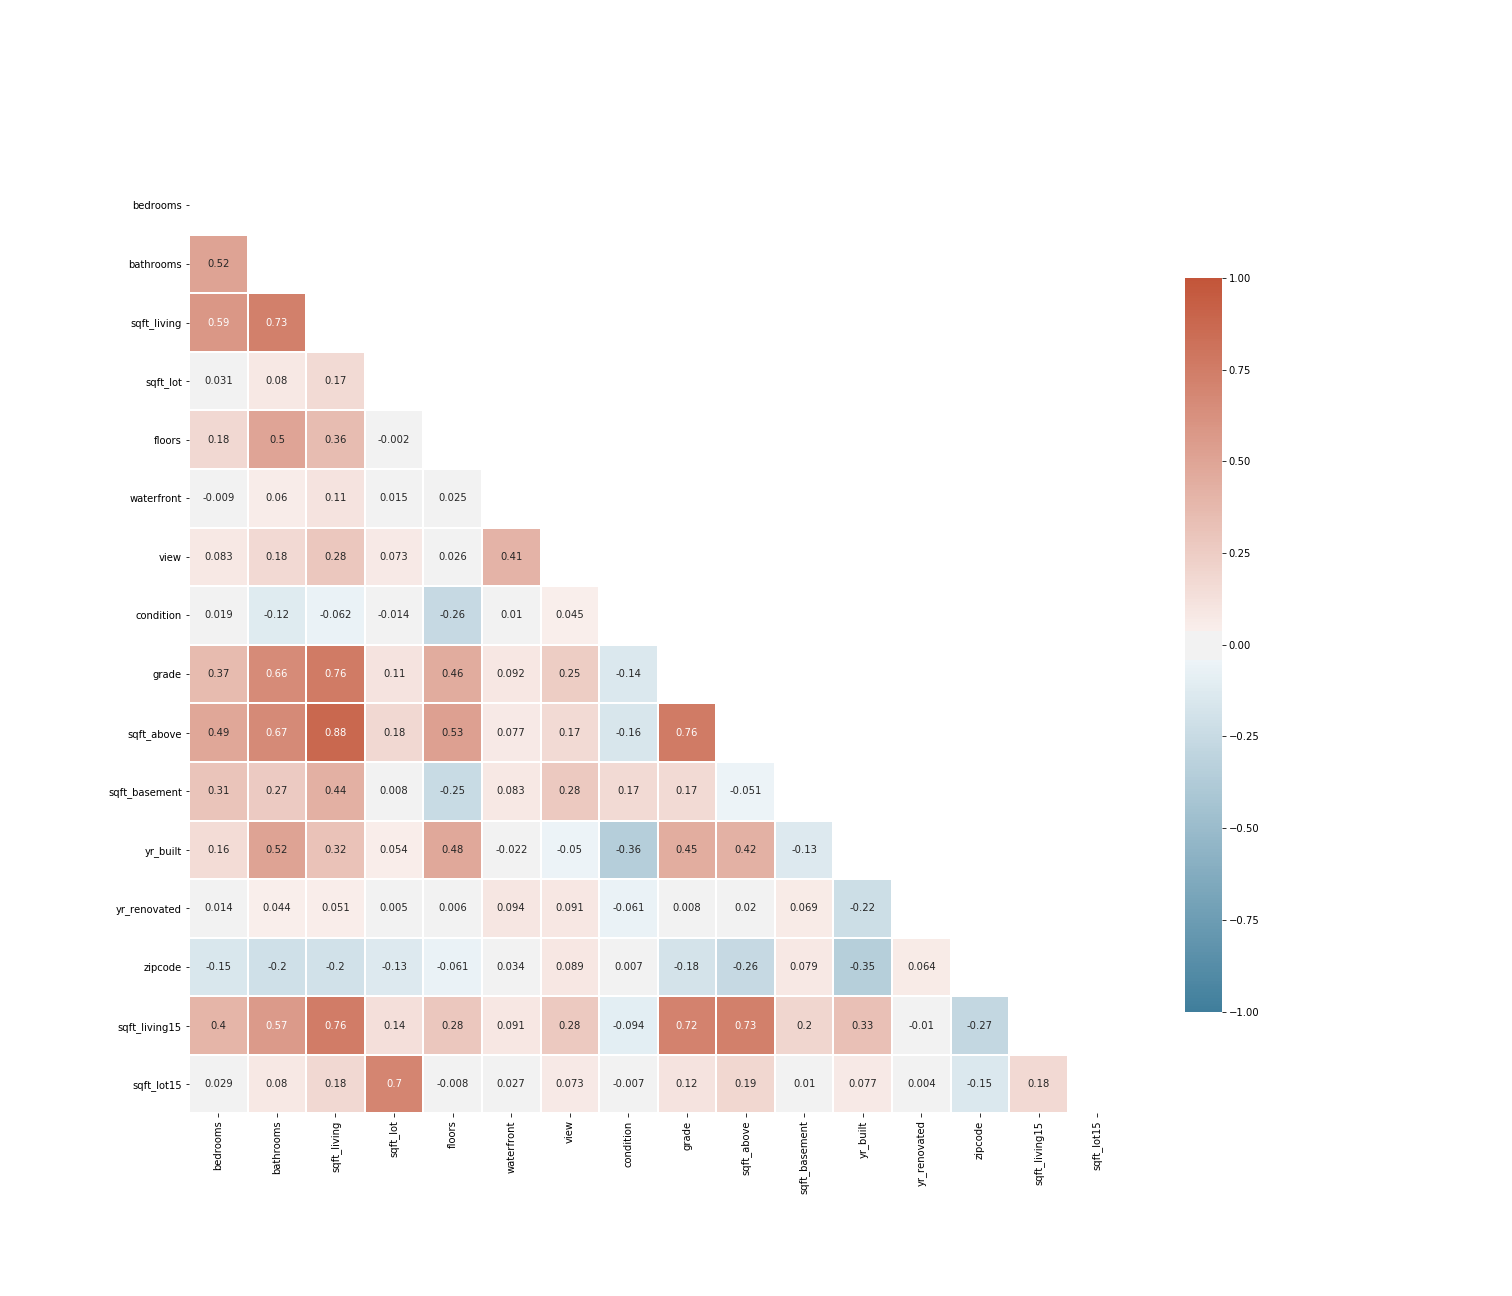 bedrooms
bathrooms 0.52
sqft_living 0.59 0.73
sqft_lot 0.031 0.08 0.17
floors 0.18 0.5 0.36 -0.002
waterfront -0.009 0.06 0.11 0.015 0.025
view 0.083 0.18 0.28 0.073 0.026 0.41
condition 0.019 -0.12 -0.062 -0.014 -0.26 0.01 0.045
grade 0.37 0.66 0.76 0.11 0.46 0.092 0.25 -0.14
sqft_above 0.49 0.67 0.88 0.18 0.53 0.077 0.17 -0.16 0.76
sqft_basement 0.31 0.27 0.44 0.008 -0.25 0.083 0.28 0.17 0.17 -0.051
yr_built 0.16 0.52 0.32 0.054 0.48 -0.022 -0.05 -0.36 0.45 0.42 -0.13
yr_renovated 0.014 0.044 0.051 0.005 0.006 0.094 0.091 -0.061 0.008 0.02 0.069 -0.22
zipcode -0.15 -0.2 -0.2 -0.13 -0.061 0.034 0.089 0.007 -0.18 -0.26 0.079 -0.35 0.064
sqft_living15 0.4 0.57 0.76 0.14 0.28 0.091 0.28 -0.094 0.72 0.73 0.2 0.33 -0.01 -0.27
sqft_lot15 0.029 0.08 0.18 0.7 -0.008 0.027 0.073 -0.007 0.12 0.19 0.01 0.077 0.004 -0.15 0.18
bedrooms
bathrooms
sqft_living
sqft_lot
floors
waterfront
view
condition
grade
sqft_above
sqft_basement
yr_built
yr_renovated
zipcode
sqft_living15
sqft_lot15
1.00
0.75
0.50
0.25
0.00
−0.25
−0.50
−0.75
−1.00